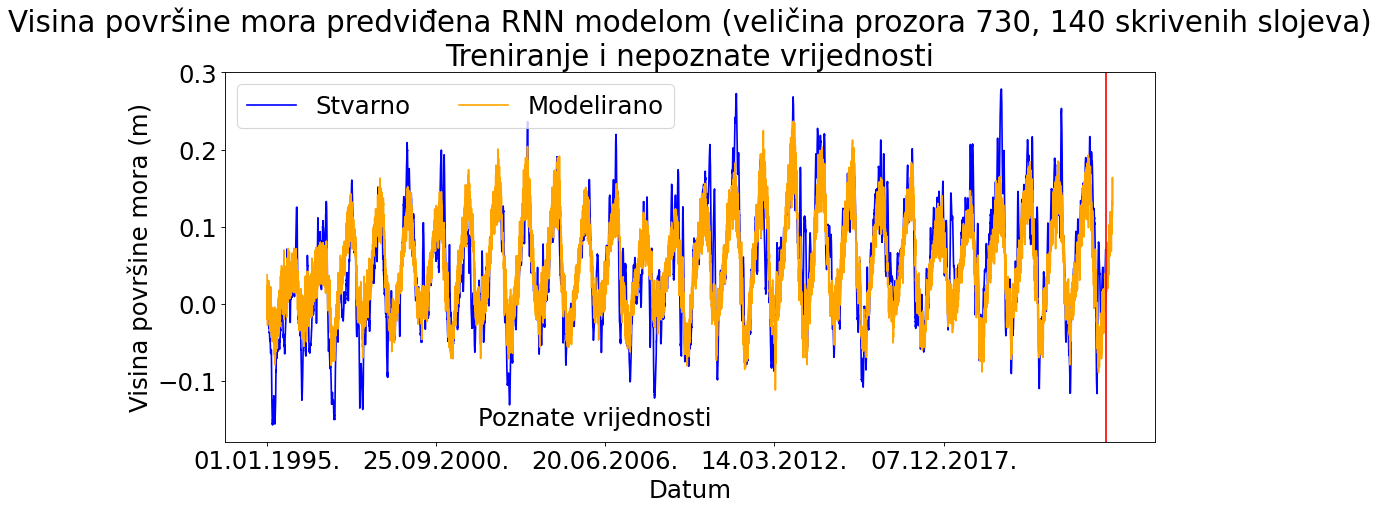 Visina površine mora predviđena RNN modelom (veličina prozora 730, 140 skrivenih slojeva)
Treniranje i nepoznate vrijednosti
Stvarno
Modelirano
Visina površine mora (m)
0.3
0.2
0.1
0.0
−0.1
Poznate vrijednosti
01.01.1995.
25.09.2000.
20.06.2006.
14.03.2012.
07.12.2017.
Datum